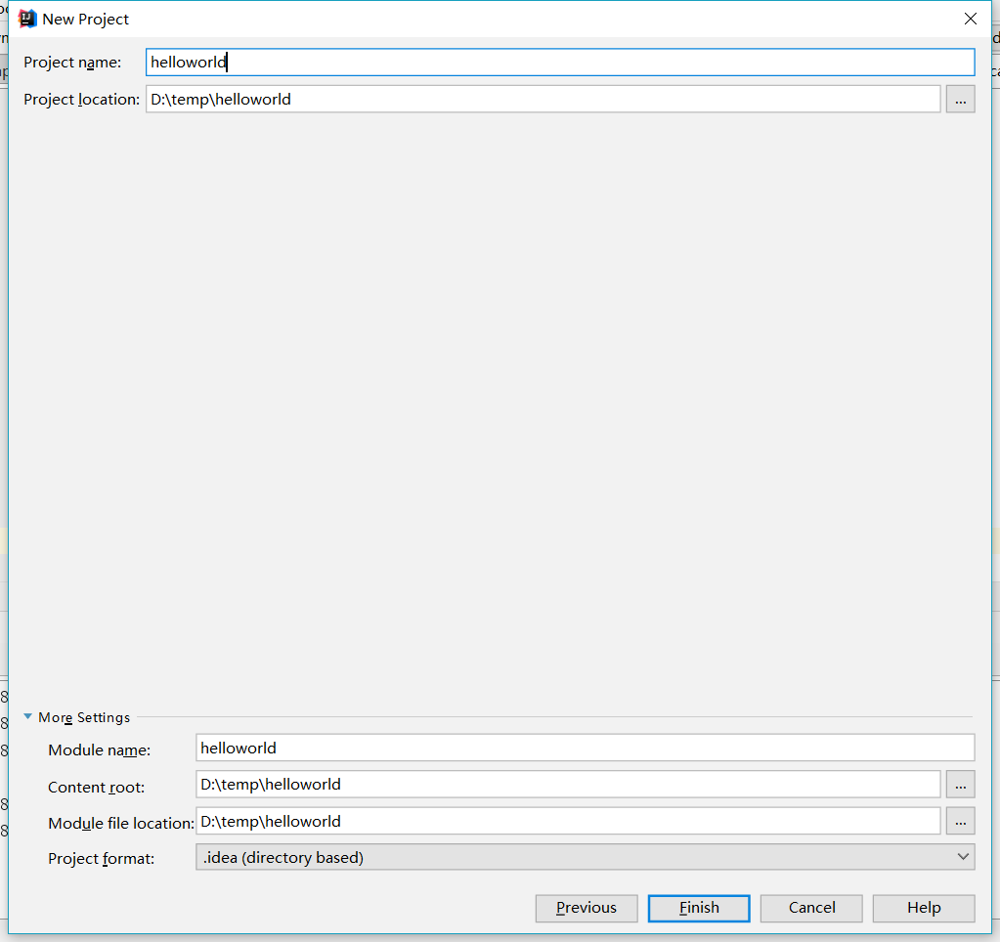 New Project
Project name: helloworld
Project location: D:\temp\helloworld ...
More Settings
Module name: helloworld
Content root: D:\temp\helloworld ...
Module file location: D:\temp\helloworld ...
Project format: .idea (directory based)
Previous Finish Cancel Help